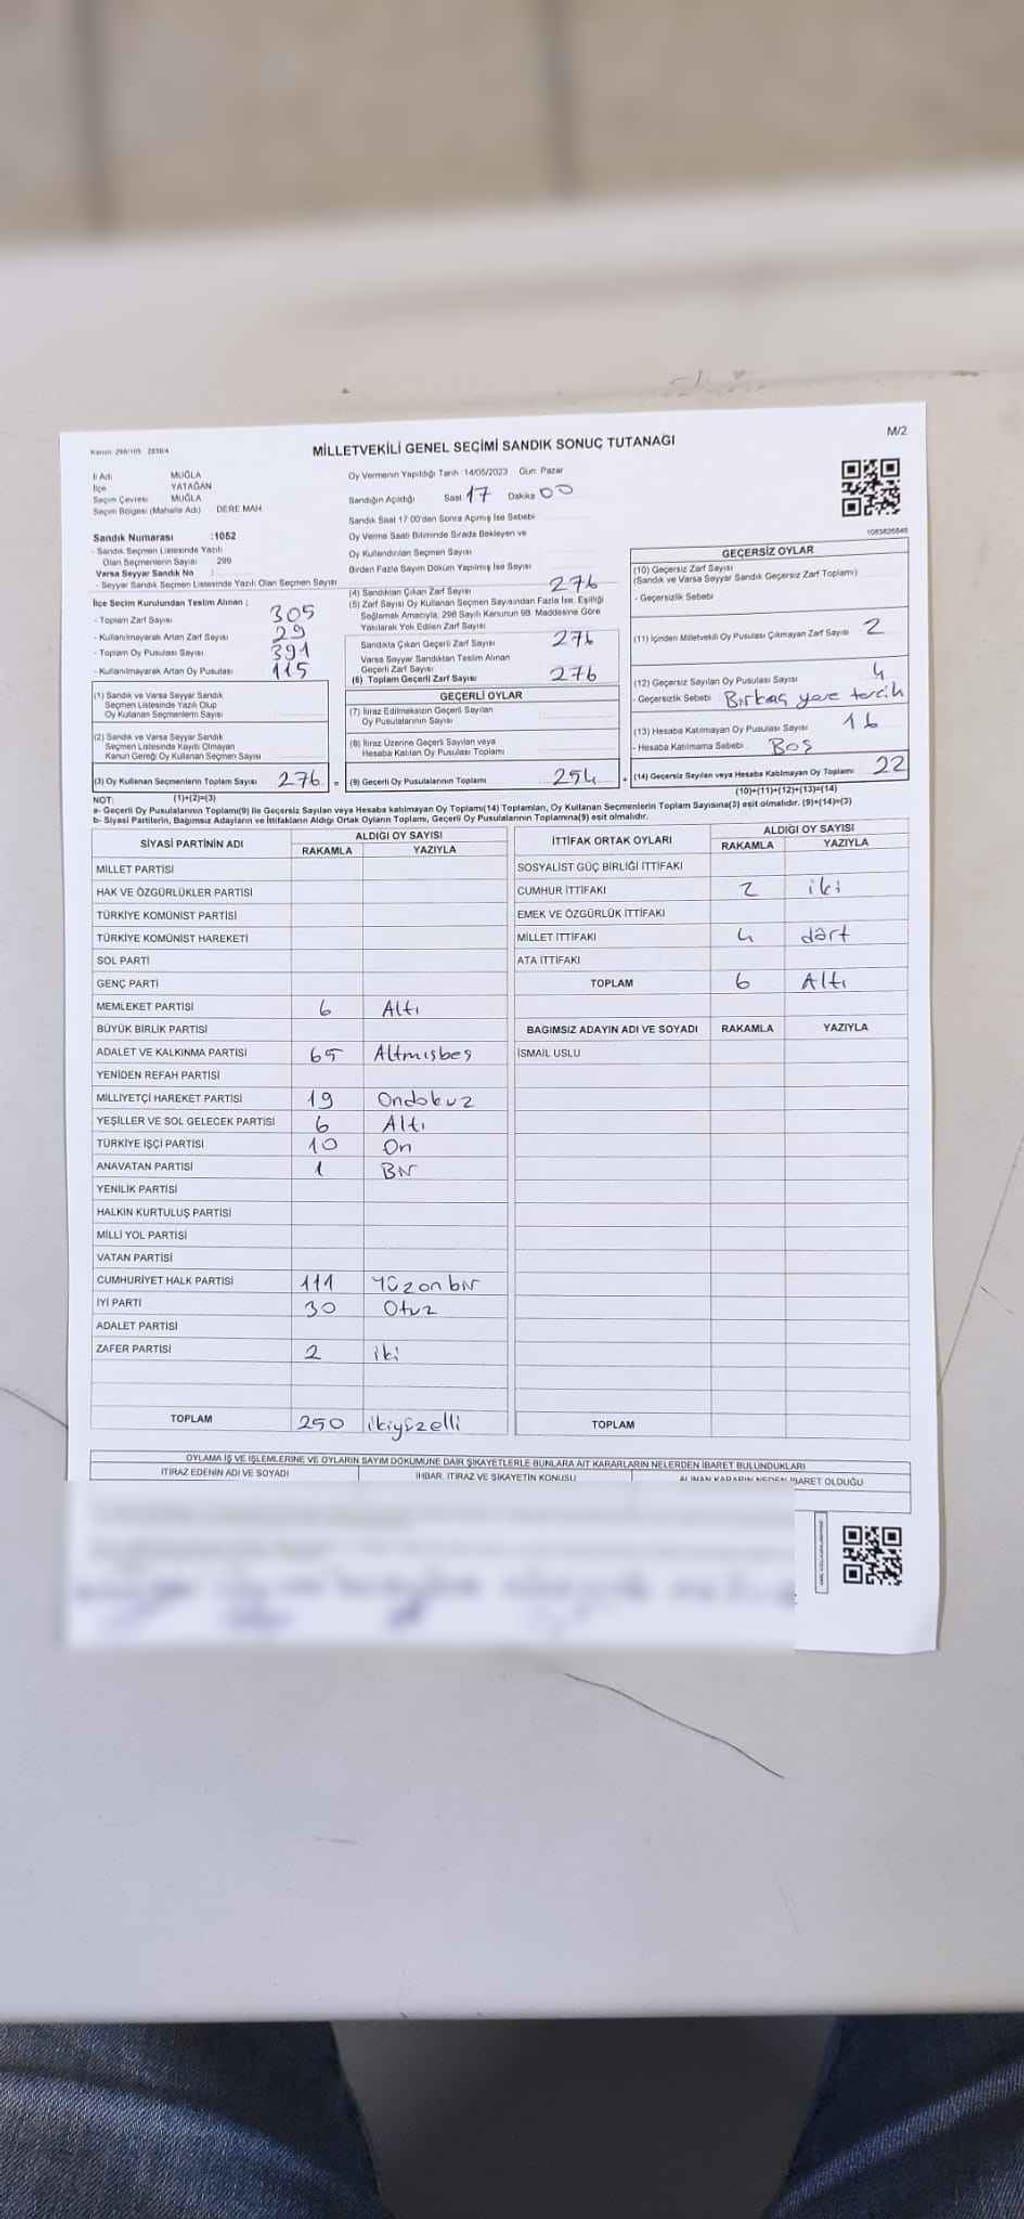 MİLLETVEKİLİ GENEL SEÇİMİ SANDIK SONUÇ TUTANAĞI
M/2
İl Adı MUĞLA
İlçe YATAĞAN
Seçim Çevresi MUĞLA
Seçim Bölgesi (Mahalle Adı) DERE MAH.
Sandık Numarası :1052
- Sandık Seçmen Listesinde Yazılı
Olan Seçmenlerin Sayısı 299
Varsa Seyyar Sandık No :
- Seyyar Sandık Seçmen Listesinde Yazılı Olan Seçmen Sayısı
İlçe Seçim Kurulundan Teslim Alınan :
- Toplam Zarf Sayısı 305
- Kullanılmayarak Artan Zarf Sayısı 29
- Toplam Oy Pusulası Sayısı 391
- Kullanılmayarak Artan Oy Pusulası 115
Oy Vermenin Yapıldığı Tarih :14/05/2023 Gün: Pazar
Sandığın Açıldığı Saat 17 Dakika 00
Sandık Saat 17:00'den Sonra Açımış İse Sebebi
Oy Verme Saati Bitiminde Sırada Bekleyen ve
Oy Kullandırılan Seçmen Sayısı
Birden Fazla Sayım Döküm Yapılmış İse Sayısı
(4) Sandıktan Çıkan Zarf Sayısı 276
(5) Zarf Sayısı Oy Kullanan Seçmen Sayısından Fazla İse, Eşitliği
Sağlamak Amacıyla, 298 Sayılı Kanunun 98. Maddesine Göre
Yakılarak Yok Edilen Zarf Sayısı
Sandıkta Çıkan Geçerli Zarf Sayısı 276
Varsa Seyyar Sandıktan Teslim Alınan
Geçerli Zarf Sayısı
(6) Toplam Geçerli Zarf Sayısı 276
GEÇERSİZ OYLAR
(10) Geçersiz Zarf Sayısı
(Sandık ve Varsa Seyyar Sandık Geçersiz Zarf Toplamı)
- Geçersizlik Sebebi
(11) İçinden Milletvekili Oy Pusulası Çıkmayan Zarf Sayısı 2
(12) Geçersiz Sayılan Oy Pusulası Sayısı 4
- Geçersizlik Sebebi Birkaç yere tercih
(13) Hesaba Katılmayan Oy Pusulası Sayısı 16
- Hesaba Katılmama Sebebi Boş
(14) Geçersiz Sayılan veya Hesaba Katılmayan Oy Toplamı 22
(10)+(11)+(12)+(13)=(14)
(1) Sandık ve Varsa Seyyar Sandık
Seçmen Listesinde Yazılı Olup
Oy Kullanan Seçmenlerin Sayısı
(2) Sandık ve Varsa Seyyar Sandık
Seçmen Listesinde Kayıtlı Olmayan
Kanun Gereği Oy Kullanan Seçmen Sayısı
(3) Oy Kullanan Seçmenlerin Toplam Sayısı 276 =
(1)+(2)=(3)
GEÇERLİ OYLAR
(7) İtiraz Edilmeksizin Geçerli Sayılan
Oy Pusulalarının Sayısı
(8) İtiraz Üzerine Geçerli Sayılan veya
Hesaba Katılan Oy Pusulası Toplamı
(9) Geçerli Oy Pusulalarının Toplamı 254 +
NOT:
a- Geçerli Oy Pusulalarının Toplamı(9) ile Geçersiz Sayılan veya Hesaba katılmayan Oy Toplamı(14) Toplamları, Oy Kullanan Seçmenlerin Toplam Sayısına(3) eşit olmalıdır. (9)+(14)=(3)
b- Siyasi Partilerin, Bağımsız Adayların ve İttifakların Aldığı Ortak Oyların Toplamı, Geçerli Oy Pusulalarının Toplamına(9) eşit olmalıdır.
SİYASİ PARTİNİN ADI ALDIĞI OY SAYISI
RAKAMLA YAZIYLA
MİLLET PARTİSİ
HAK VE ÖZGÜRLÜKLER PARTİSİ
TÜRKİYE KOMÜNİST PARTİSİ
TÜRKİYE KOMÜNİST HAREKETİ
SOL PARTİ
GENÇ PARTİ
MEMLEKET PARTİSİ 6 Altı
BÜYÜK BİRLİK PARTİSİ
ADALET VE KALKINMA PARTİSİ 65 Altmışbeş
YENİDEN REFAH PARTİSİ
MİLLİYETÇİ HAREKET PARTİSİ 19 Ondokuz
YEŞİLLER VE SOL GELECEK PARTİSİ 6 Altı
TÜRKİYE İŞÇİ PARTİSİ 10 On
ANAVATAN PARTİSİ 1 Bir
YENİLİK PARTİSİ
HALKIN KURTULUŞ PARTİSİ
MİLLİ YOL PARTİSİ
VATAN PARTİSİ
CUMHURİYET HALK PARTİSİ 111 Yüzonbir
İYİ PARTİ 30 Otuz
ADALET PARTİSİ
ZAFER PARTİSİ 2 iki
TOPLAM 250 ikiyüzelli
İTTİFAK ORTAK OYLARI ALDIĞI OY SAYISI
RAKAMLA YAZIYLA
SOSYALİST GÜÇ BİRLİĞİ İTTİFAKI
CUMHUR İTTİFAKI 2 iki
EMEK VE ÖZGÜRLÜK İTTİFAKI
MİLLET İTTİFAKI 4 dört
ATA İTTİFAKI
TOPLAM 6 Altı
BAĞIMSIZ ADAYIN ADI VE SOYADI RAKAMLA YAZIYLA
İSMAİL USLU
TOPLAM
OYLAMA İŞ VE İŞLEMLERİNE VE OYLARIN SAYIM DÖKÜMÜNE DAİR ŞİKAYETLERLE BUNLARA AİT KARARLARIN NELERDEN İBARET BULUNDUKLARI
İTİRAZ EDENİN ADI VE SOYADI İHBAR, İTİRAZ VE ŞİKAYETİN KONUSU ALINAN KARARIN NEDEN İBARET OLDUĞU